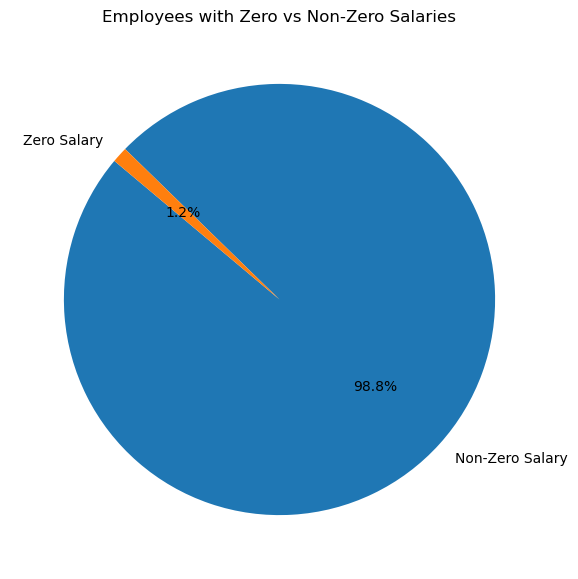 Employees with Zero vs Non-Zero Salaries
Zero Salary
1.2%
98.8%
Non-Zero Salary